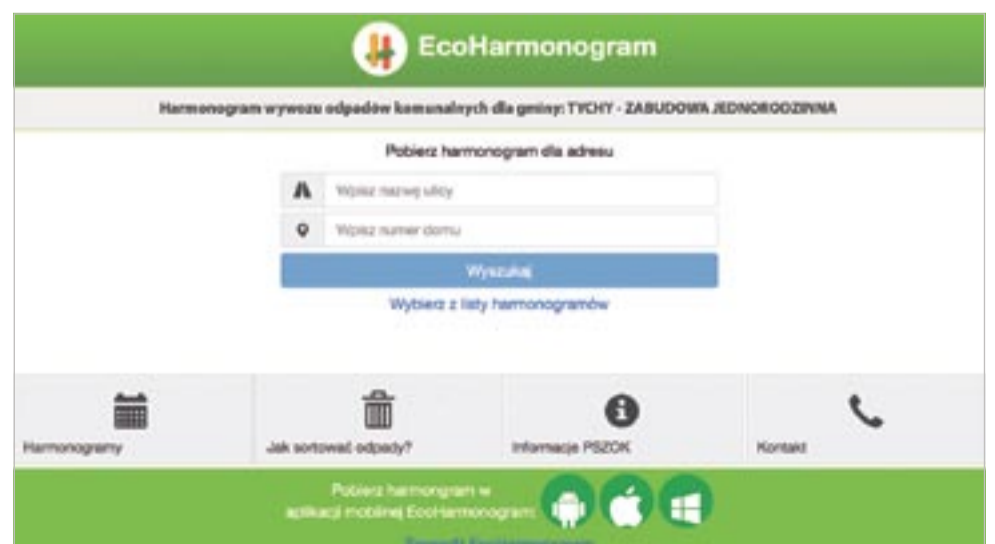 EcoHarmonogram
Harmonogram wywozu odpadów komunalnych dla gminy: TYCHY - ZABUDOWA JEDNORODZINNA
Pobierz harmonogram dla adresu
Wpisz nazwę ulicy
Wpisz numer domu
Wyszukaj
Wybierz z listy harmonogramów
Harmonogramy
Jak sortować odpady?
Informacje PSZOK
Kontakt
Pobierz harmongram w
aplikacji mobilnej EcoHarmonogram:
EcoHarmonogram